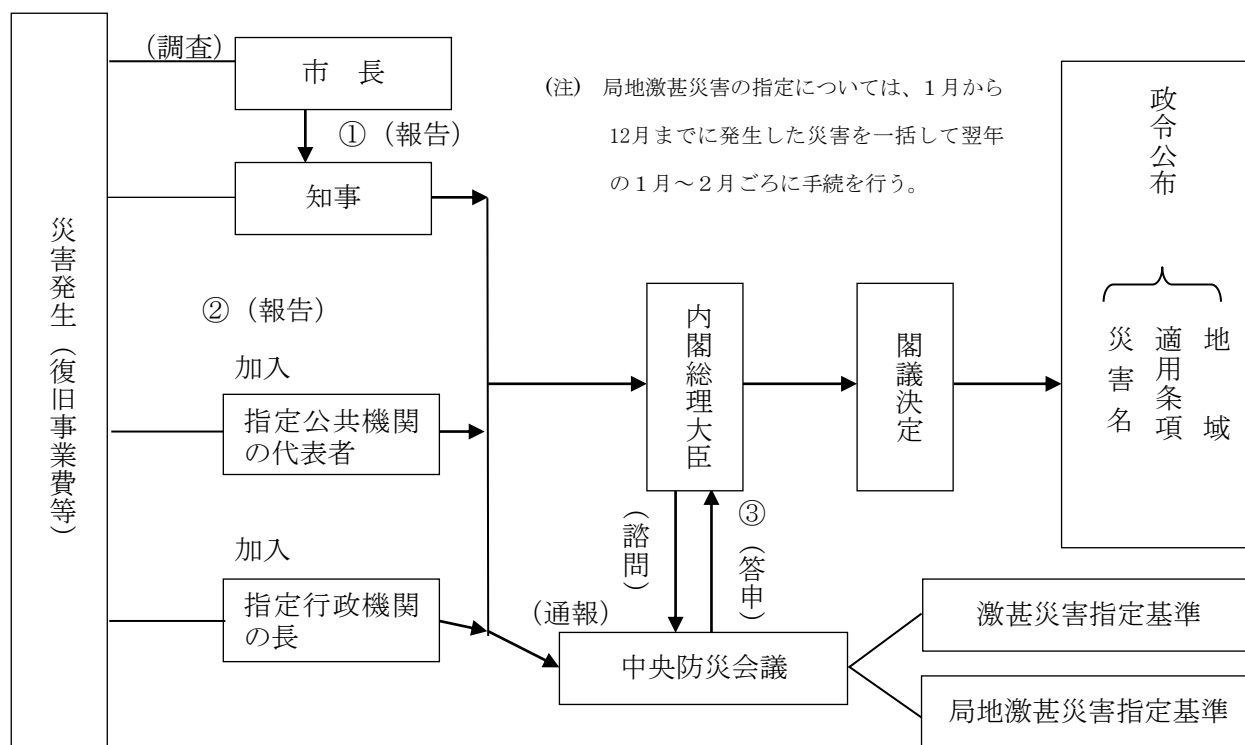 災害発生（復旧事業費等）
（調査）
市　長
①（報告）
知事
②（報告）
加入
指定公共機関
の代表者
加入
指定行政機関
の長
(注)　局地激甚災害の指定については、１月から
12月までに発生した災害を一括して翌年
の１月～２月ごろに手続を行う。
内閣総理大臣
閣議決定
政令公布
地　域
適用条項
災害名
（諮問）
③（答申）
（通報）
中央防災会議
激甚災害指定基準
局地激甚災害指定基準